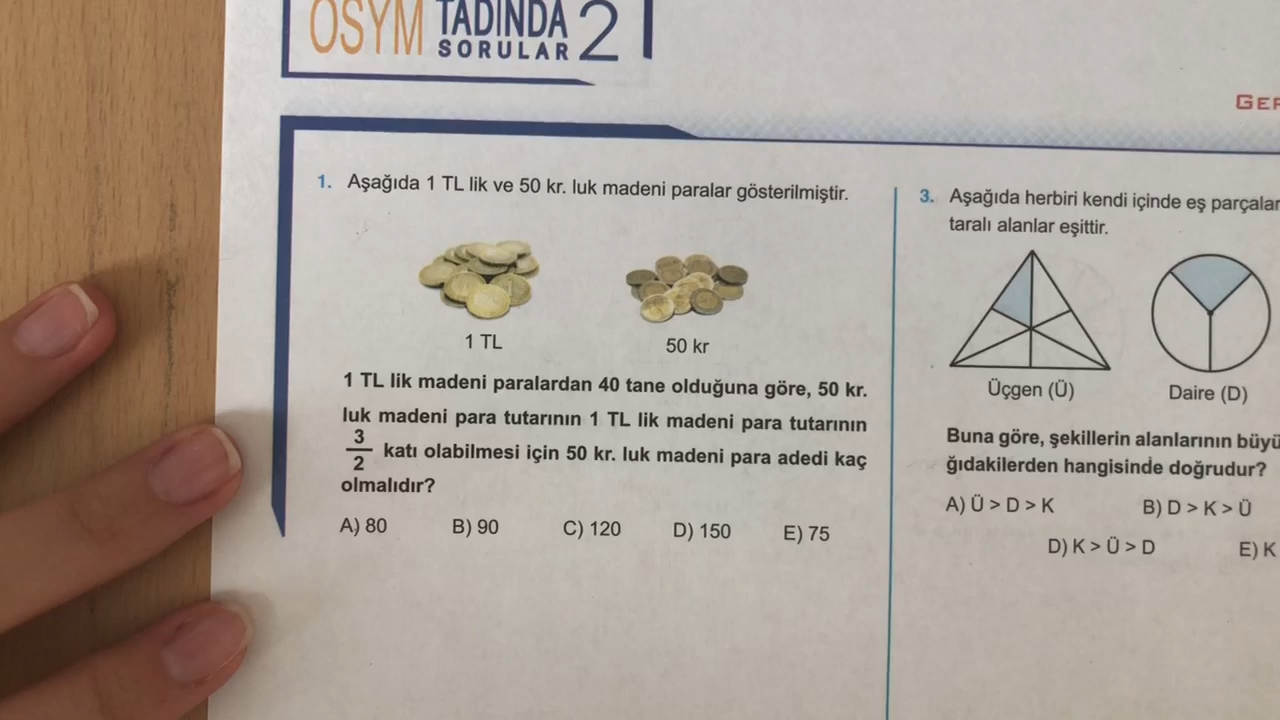 ÖSYM TADINDA SORULAR 2
1. Aşağıda 1 TL lik ve 50 kr. luk madeni paralar gösterilmiştir.
1 TL
50 kr
1 TL lik madeni paralardan 40 tane olduğuna göre, 50 kr.
luk madeni para tutarının 1 TL lik madeni para tutarının
3/2 katı olabilmesi için 50 kr. luk madeni para adedi kaç
olmalıdır?
A) 80 B) 90 C) 120 D) 150 E) 75
3. Aşağıda herbiri kendi içinde eş parçalar
taralı alanlar eşittir.
Üçgen (Ü)
Daire (D)
Buna göre, şekillerin alanlarının
ğıdakilerden hangisinde doğrudur?
A) Ü > D > K B) D > K > Ü
D) K > Ü > D E) K